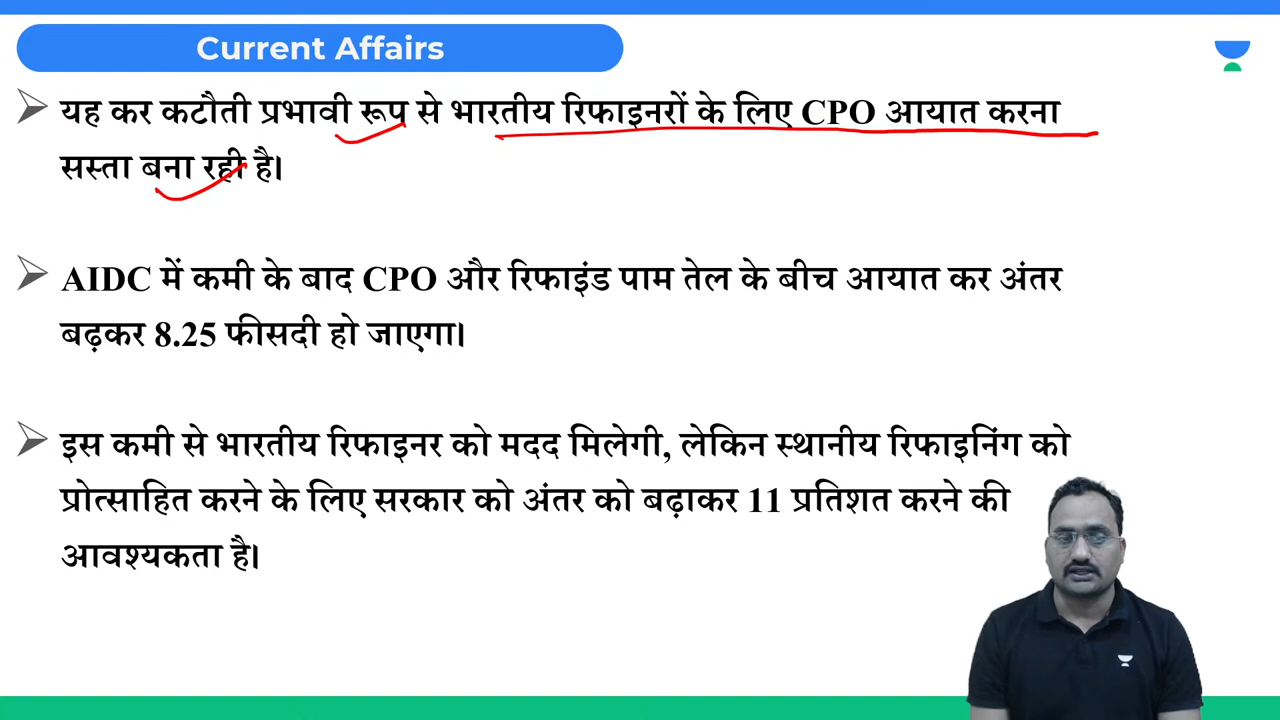 Current Affairs
यह कर कटौती प्रभावी रूप से भारतीय रिफाइनरों के लिए CPO आयात करना
सस्ता बना रही है।
AIDC में कमी के बाद CPO और रिफाइंड पाम तेल के बीच आयात कर अंतर
बढ़कर 8.25 फीसदी हो जाएगा।
इस कमी से भारतीय रिफाइनर को मदद मिलेगी, लेकिन स्थानीय रिफाइनिंग को
प्रोत्साहित करने के लिए सरकार को अंतर को बढ़ाकर 11 प्रतिशत करने की
आवश्यकता है।